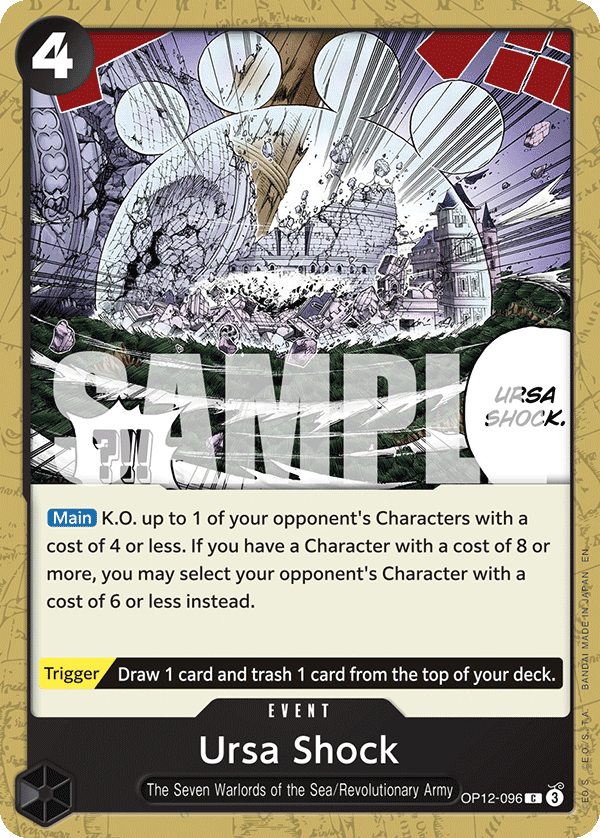 4
URSA
SHOCK.
?!!
SAMPLE
Main K.O. up to 1 of your opponent's Characters with a
cost of 4 or less. If you have a Character with a cost of 8 or
more, you may select your opponent's Character with a
cost of 6 or less instead.
Trigger Draw 1 card and trash 1 card from the top of your deck.
EVENT
Ursa Shock
The Seven Warlords of the Sea/Revolutionary Army
OP12-096 C 3
E.O. S., E.O. S./T.A. BANDAI MADE IN JAPAN EN